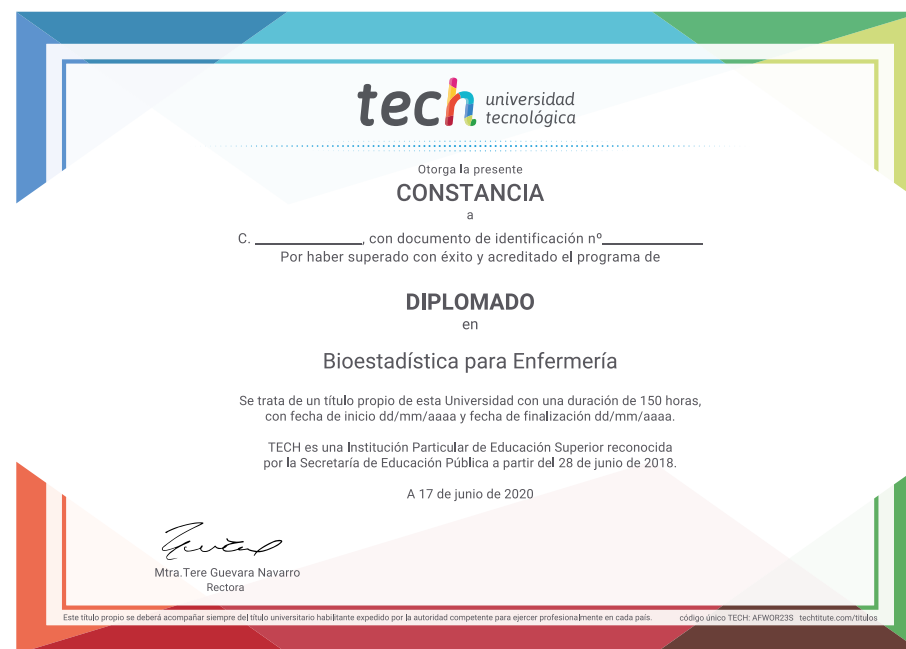 tech universidad
tecnológica
Otorga la presente
CONSTANCIA
a
C. ______________, con documento de identificación nº_____________
Por haber superado con éxito y acreditado el programa de
DIPLOMADO
en
Bioestadística para Enfermería
Se trata de un título propio de esta Universidad con una duración de 150 horas,
con fecha de inicio dd/mm/aaaa y fecha de finalización dd/mm/aaaa.
TECH es una Institución Particular de Educación Superior reconocida
por la Secretaría de Educación Pública a partir del 28 de junio de 2018.
A 17 de junio de 2020
Mtra.Tere Guevara Navarro
Rectora
Este título propio se deberá acompañar siempre del título universitario habilitante expedido por la autoridad competente para ejercer profesionalmente en cada país. código único TECH: AFWOR23S techtitute.com/titulos